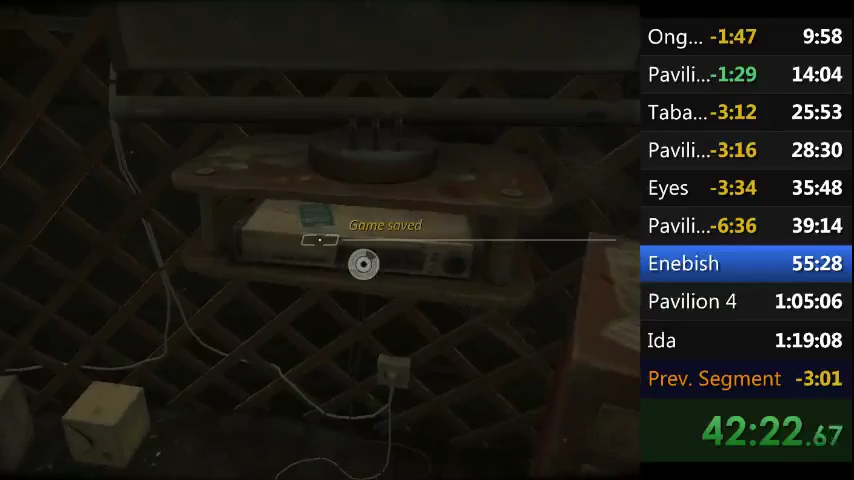 Ong... -1:47 9:58
Pavili...-1:29 14:04
Taba...-3:12 25:53
Pavili...-3:16 28:30
Eyes -3:34 35:48
Pavili...-6:36 39:14
Game saved
Enebish 55:28
Pavilion 4 1:05:06
Ida 1:19:08
Prev. Segment -3:01
42:22.67